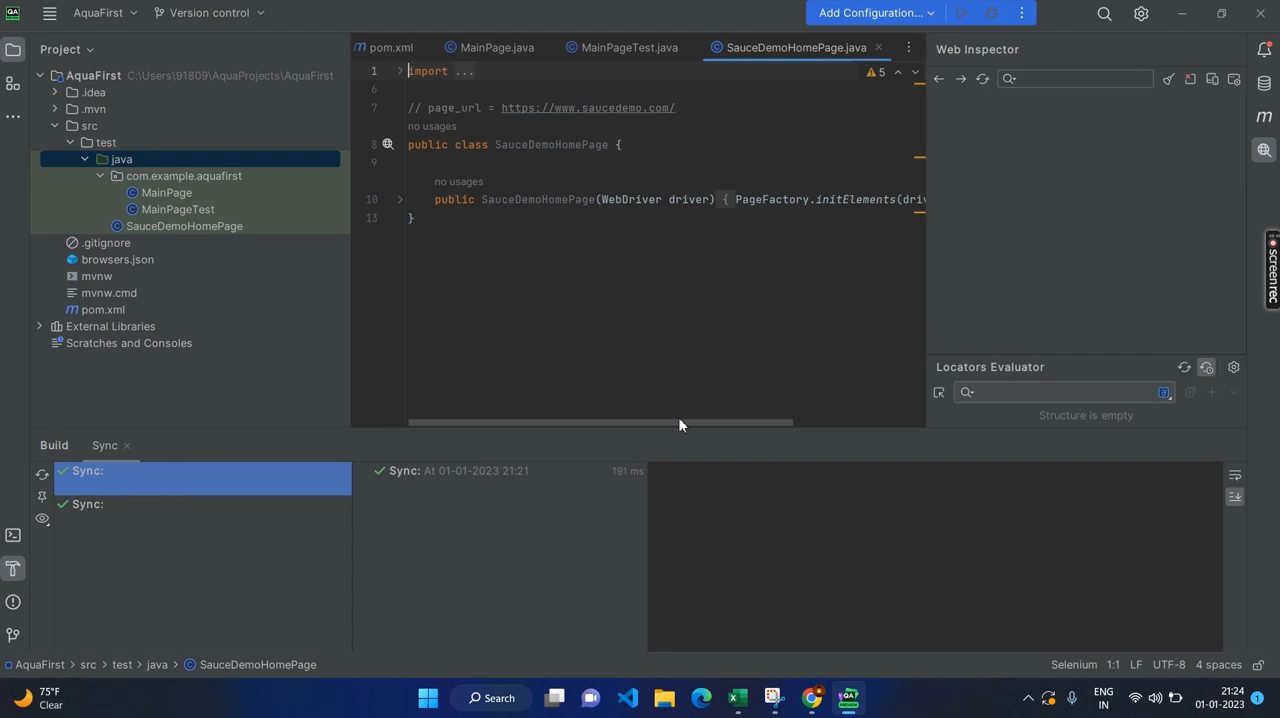 QA AquaFirst Version control Add Configuration...
Project
pom.xml MainPage.java MainPageTest.java SauceDemoHomePage.java
Web Inspector
AquaFirst C:\Users\91809\AquaProjects\AquaFirst
.idea
.mvn
src
test
java
com.example.aquafirst
MainPage
MainPageTest
SauceDemoHomePage
.gitignore
browsers.json
mvnw
mvnw.cmd
pom.xml
External Libraries
Scratches and Consoles
1 import ... 5
6
7 // page_url = https://www.saucedemo.com/
no usages
8 public class SauceDemoHomePage {
9
no usages
10 public SauceDemoHomePage(WebDriver driver) { PageFactory.initElements(driv
13 }
screenrec
Locators Evaluator
Structure is empty
Build Sync
Sync:
Sync:
Sync: At 01-01-2023 21:21 191 ms
AquaFirst src test java SauceDemoHomePage Selenium 1:1 LF UTF-8 4 spaces
75°F
Clear
Search
ENG
IN
21:24
01-01-2023
1